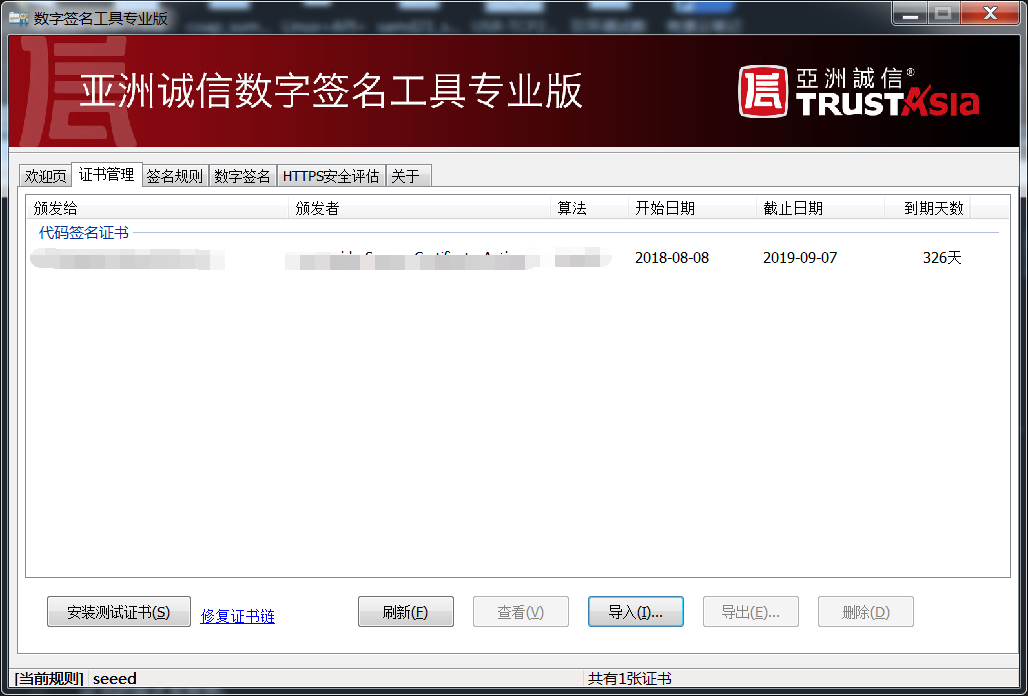 数字签名工具专业版
亚洲诚信数字签名工具专业版
亞洲誠信®
TRUSTAsia
欢迎页 证书管理 签名规则 数字签名 HTTPS安全评估 关于
颁发给 颁发者 算法 开始日期 截止日期 到期天数
代码签名证书
2018-08-08 2019-09-07 326天
安装测试证书(S) 修复证书链 刷新(F) 查看(V) 导入(I)... 导出(E)... 删除(D)
[当前规则] seeed 共有1张证书